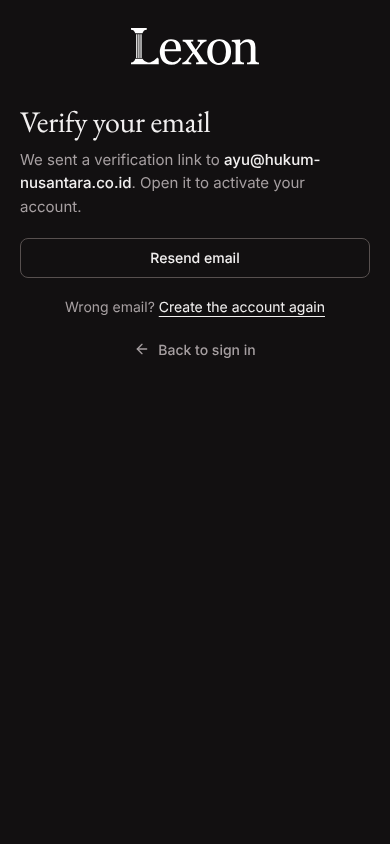 Lexon
Verify your email
We sent a verification link to ayu@hukum-
nusantara.co.id. Open it to activate your
account.
Resend email
Wrong email? Create the account again
← Back to sign in